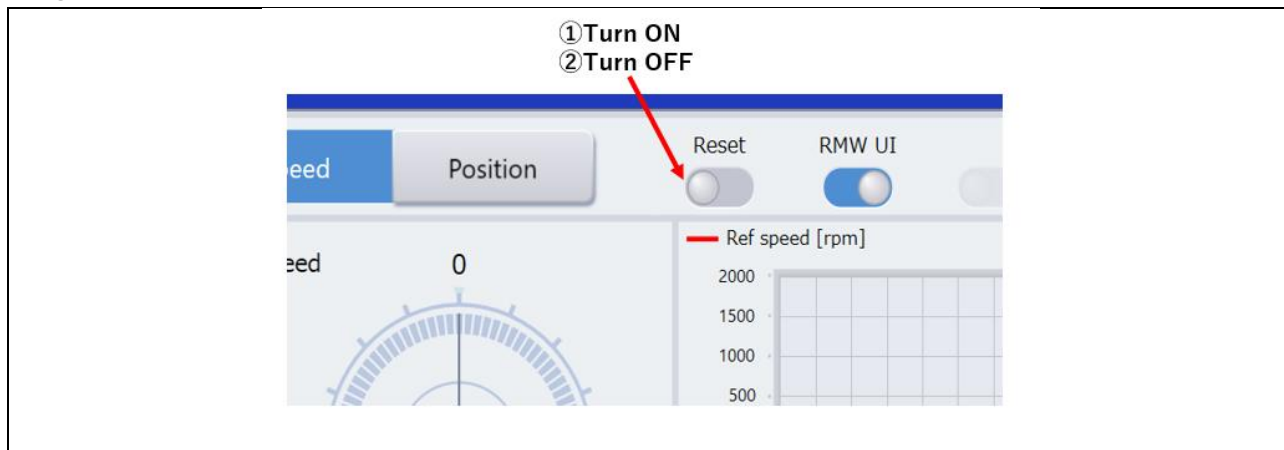 ①Turn ON
②Turn OFF
eed
Position
Reset
RMW UI
eed
0
Ref speed [rpm]
2000
1500
1000
500